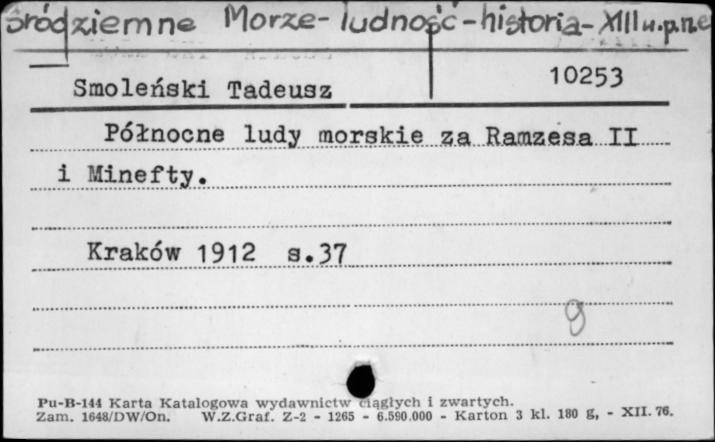 Śródziemne Morze - ludność - historia - XIII w.p.n.e
Smoleński Tadeusz
10253
Północne ludy morskie za Ramzesa II
i Minefty.
Kraków 1912 s.37
g
Pu-B-144 Karta Katalogowa wydawnictw ciągłych i zwartych.
Zam. 1648/DW/On. W.Z.Graf. Z-2 - 1265 - 6.590.000 - Karton 3 kl. 180 g, - XII. 76.